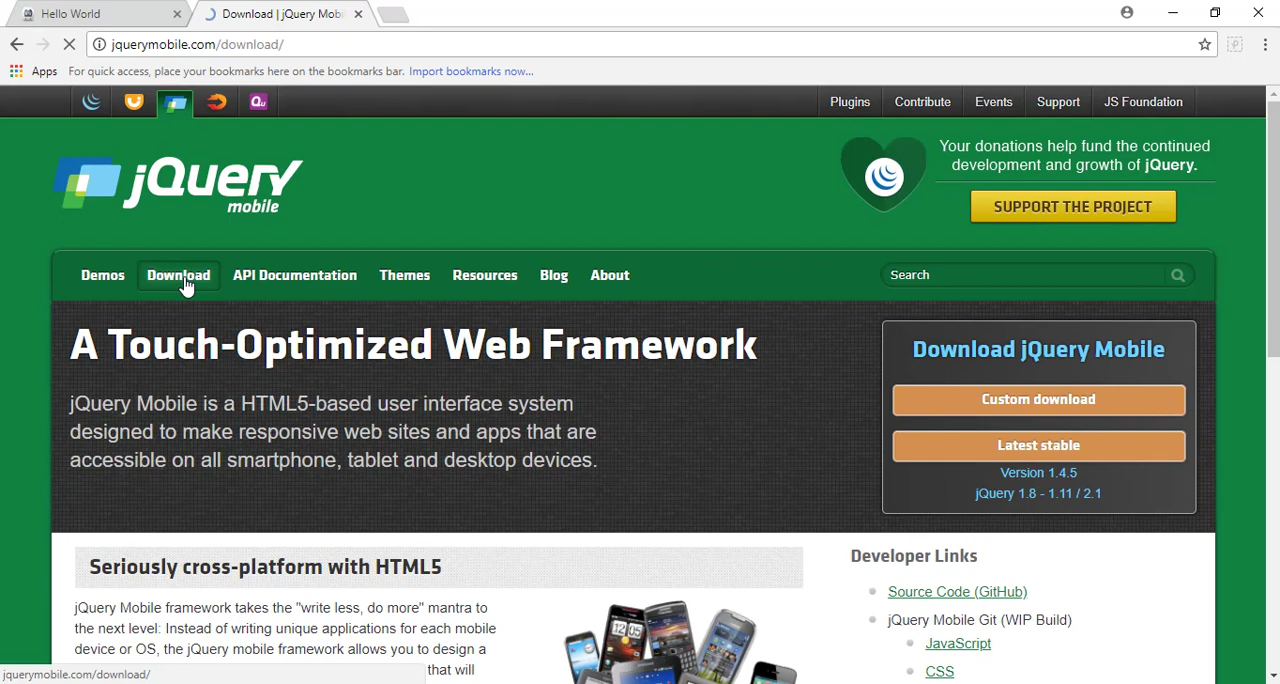 Hello World
Download | jQuery Mobi
jquerymobile.com/download/
Apps For quick access, place your bookmarks here on the bookmarks bar. Import bookmarks now...
Qu
Plugins Contribute Events Support JS Foundation
jQuery
mobile
Your donations help fund the continued
development and growth of jQuery.
SUPPORT THE PROJECT
Demos Download API Documentation Themes Resources Blog About
Search
A Touch-Optimized Web Framework
jQuery Mobile is a HTML5-based user interface system
designed to make responsive web sites and apps that are
accessible on all smartphone, tablet and desktop devices.
Download jQuery Mobile
Custom download
Latest stable
Version 1.4.5
jQuery 1.8 - 1.11 / 2.1
Seriously cross-platform with HTML5
jQuery Mobile framework takes the "write less, do more" mantra to
the next level: Instead of writing unique applications for each mobile
device or OS, the jQuery mobile framework allows you to design a
that will
12:05
Developer Links
Source Code (GitHub)
jQuery Mobile Git (WIP Build)
JavaScript
CSS
jquerymobile.com/download/